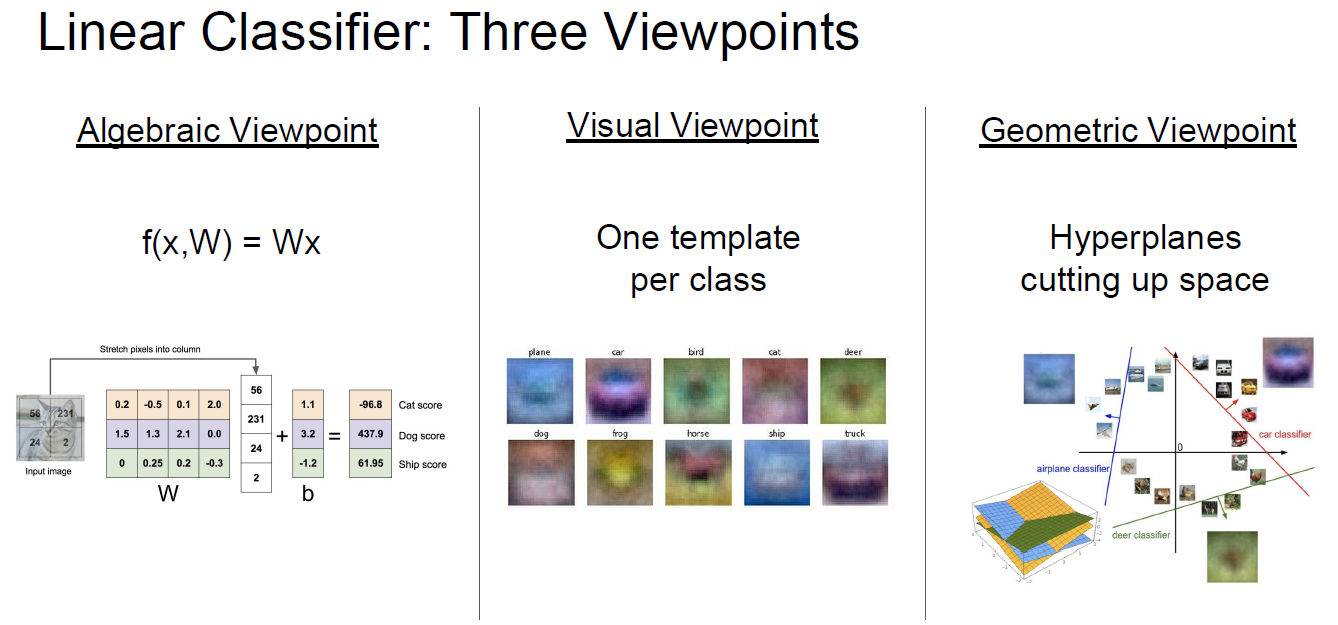 Linear Classifier: Three Viewpoints
Algebraic Viewpoint
f(x,W) = Wx
Stretch pixels into column
56 231
24 2
Input image
0.2 -0.5 0.1 2.0
1.5 1.3 2.1 0.0
0 0.25 0.2 -0.3
W
56
231
24
2
+
1.1
3.2
-1.2
b
=
-96.8 Cat score
437.9 Dog score
61.95 Ship score
Visual Viewpoint
One template
per class
plane car bird cat deer
dog frog horse ship truck
Geometric Viewpoint
Hyperplanes
cutting up space
car classifier
0
airplane classifier
deer classifier